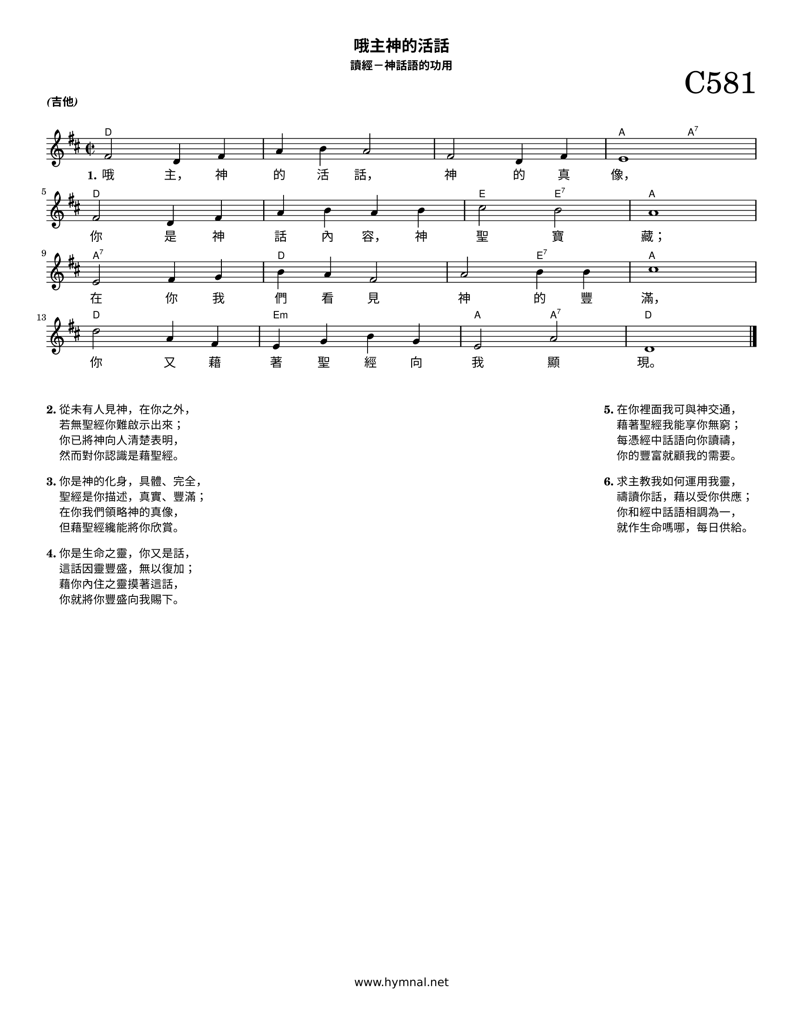 哦主神的活話
讀經－神話語的功用
C581
(吉他)
D A A7
1. 哦 主， 神 的 活 話， 神 的 真 像，
5 D E E7 A
你 是 神 話 內 容， 神 聖 寶 藏；
9 A7 D E7 A
在 你 我 們 看 見 神 的 豐 滿，
13 D Em A A7 D
你 又 藉 著 聖 經 向 我 顯 現。
2. 從未有人見神，在你之外，
若無聖經你難啟示出來；
你已將神向人清楚表明，
然而對你認識是藉聖經。
3. 你是神的化身，具體、完全，
聖經是你描述，真實、豐滿；
在你我們領略神的真像，
但藉聖經纔能將你欣賞。
4. 你是生命之靈，你又是話，
這話因靈豐盛，無以復加；
藉你內住之靈摸著這話，
你就將你豐盛向我賜下。
5. 在你裡面我可與神交通，
藉著聖經我能享你無窮；
每憑經中話語向你讀禱，
你的豐富就顧我的需要。
6. 求主教我如何運用我靈，
禱讀你話，藉以受你供應；
你和經中話語相調為一，
就作生命嗎哪，每日供給。
www.hymnal.net